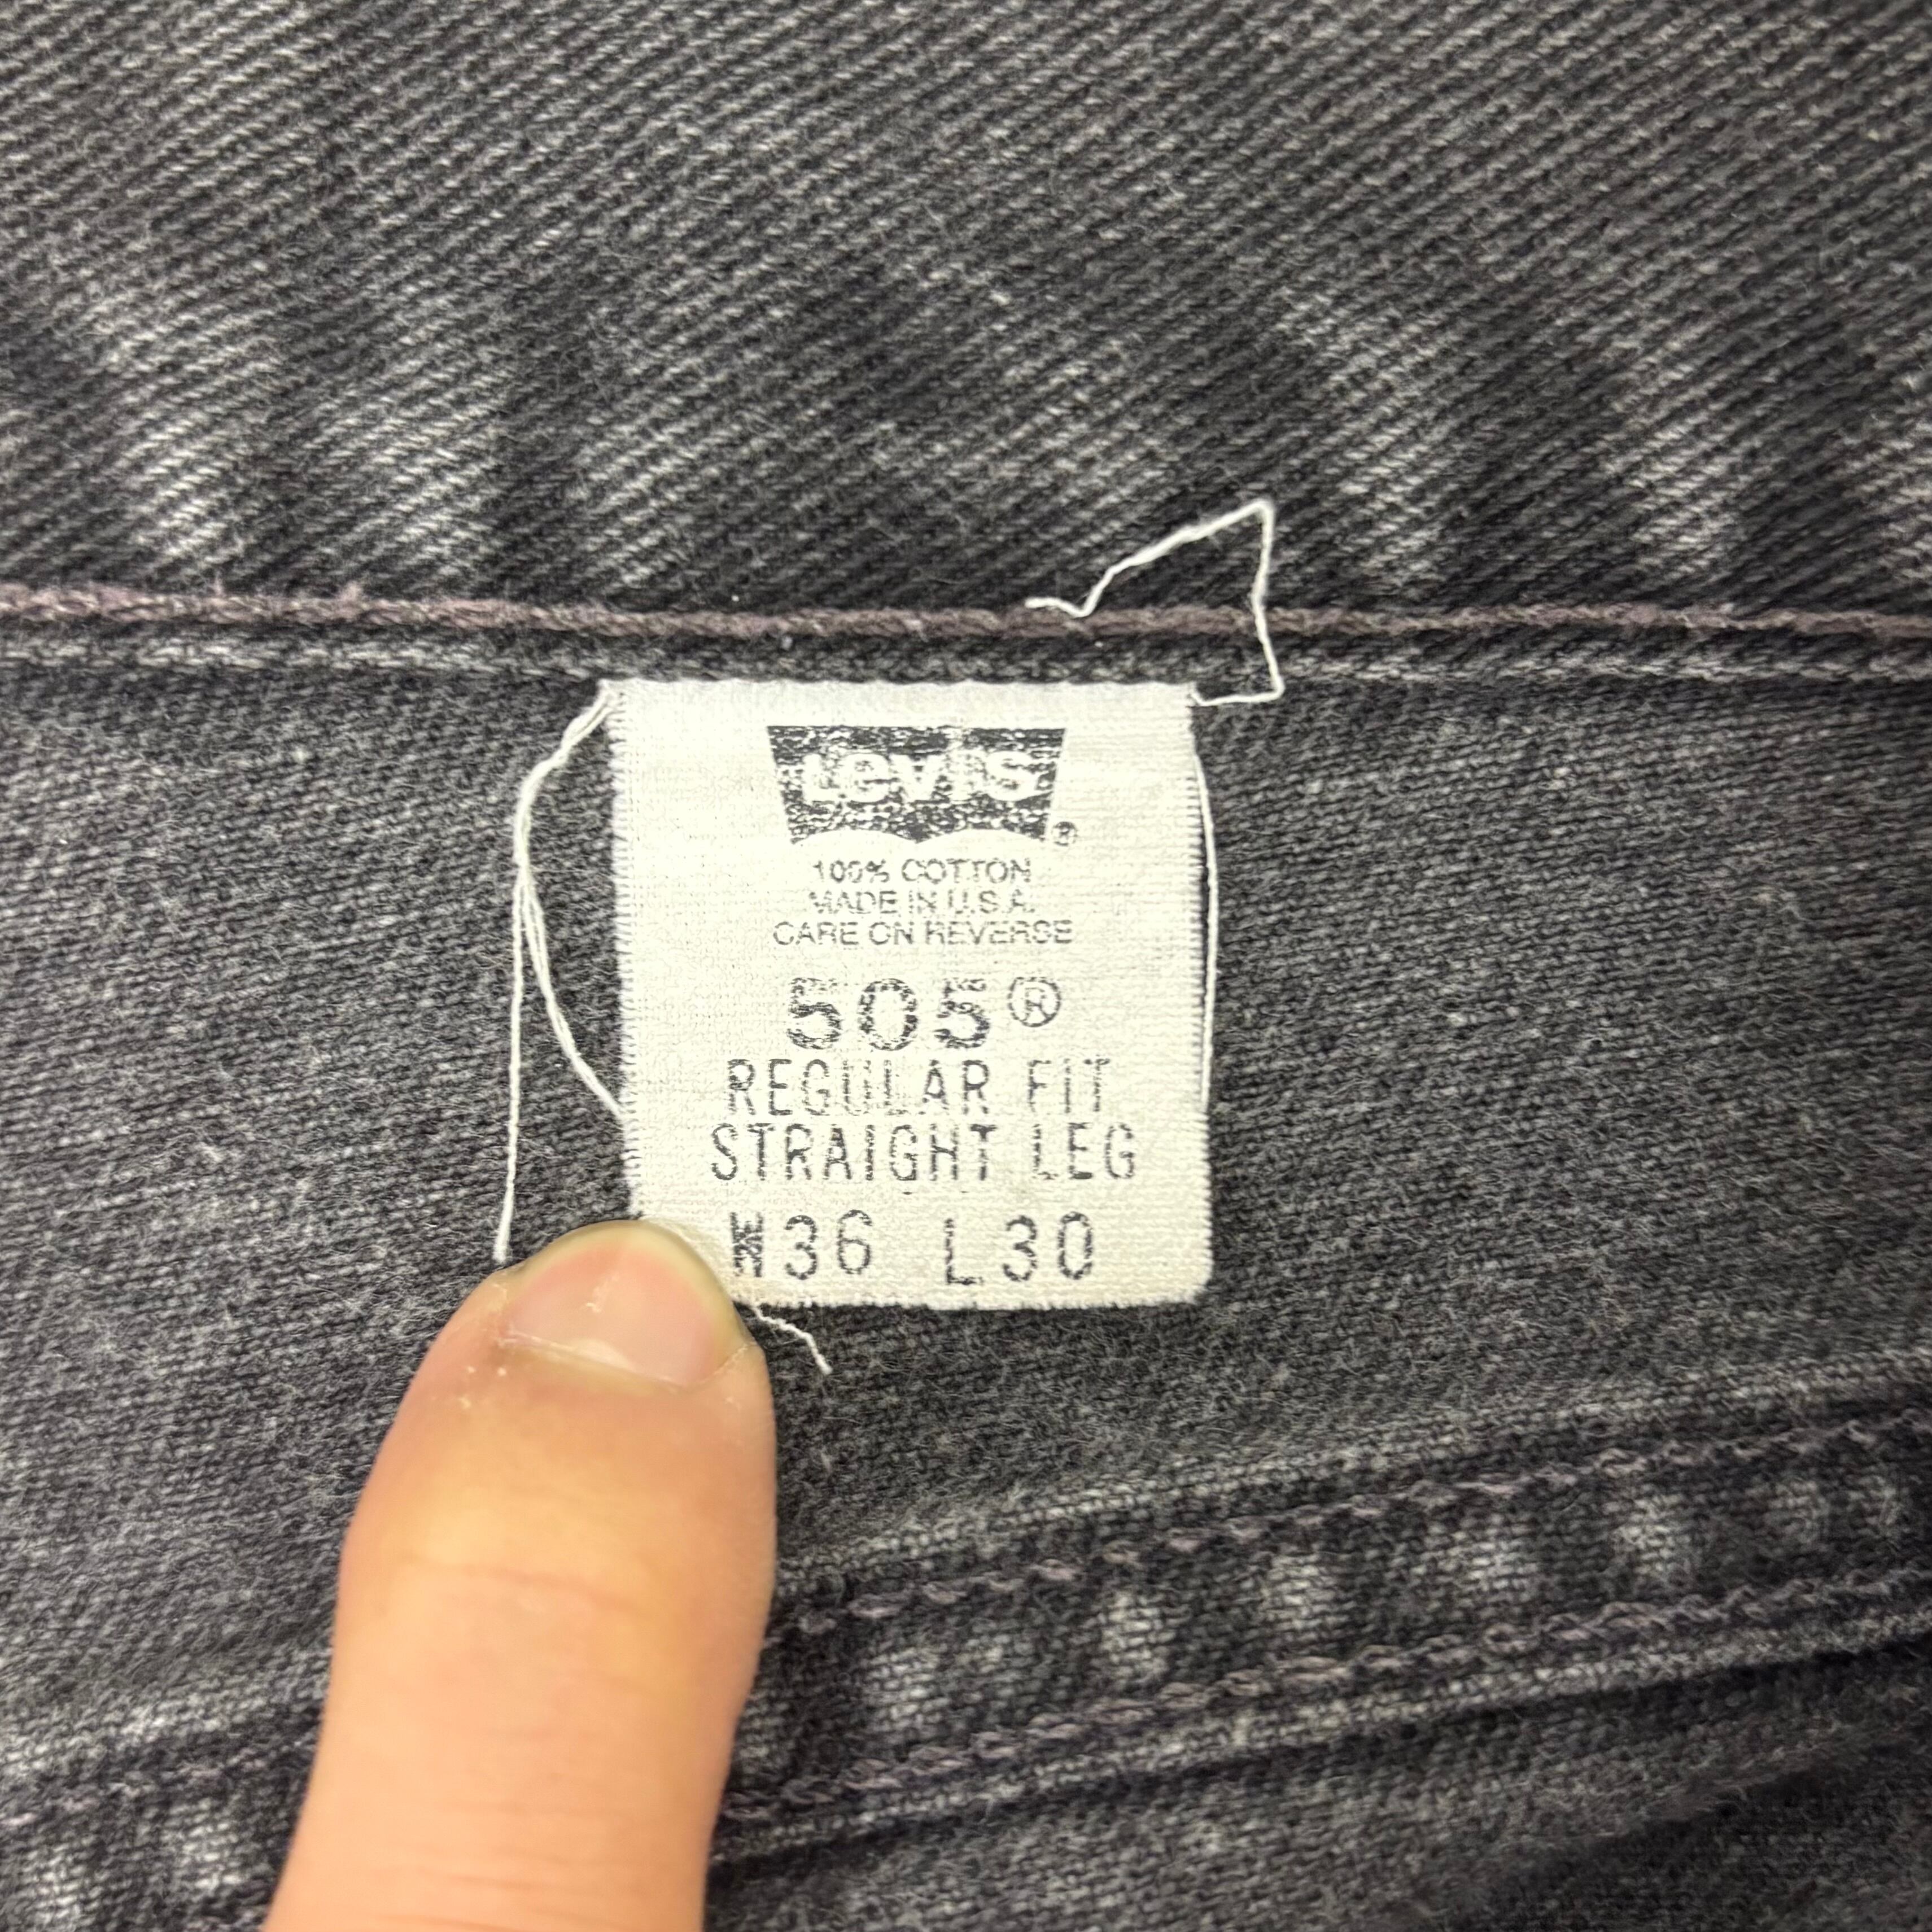 Levi's ®
100% COTTON
MADE IN U.S.A.
CARE ON REVERSE
505®
REGULAR FIT
STRAIGHT LEG
W36 L30